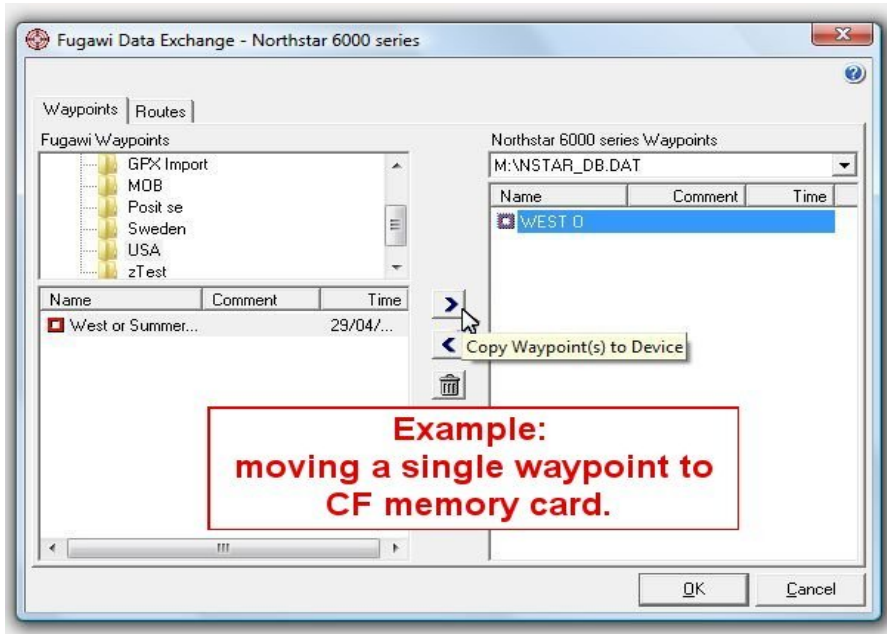 Fugawi Data Exchange - Northstar 6000 series
Waypoints
Routes
Fugawi Waypoints
GPX Import
MOB
Posit se
Sweden
USA
zTest
Name Comment Time
West or Summer... 29/04/...
Northstar 6000 series Waypoints
M:\NSTAR_DB.DAT
Name Comment Time
WEST O
Copy Waypoint(s) to Device
Example:
moving a single waypoint to
CF memory card.
OK Cancel